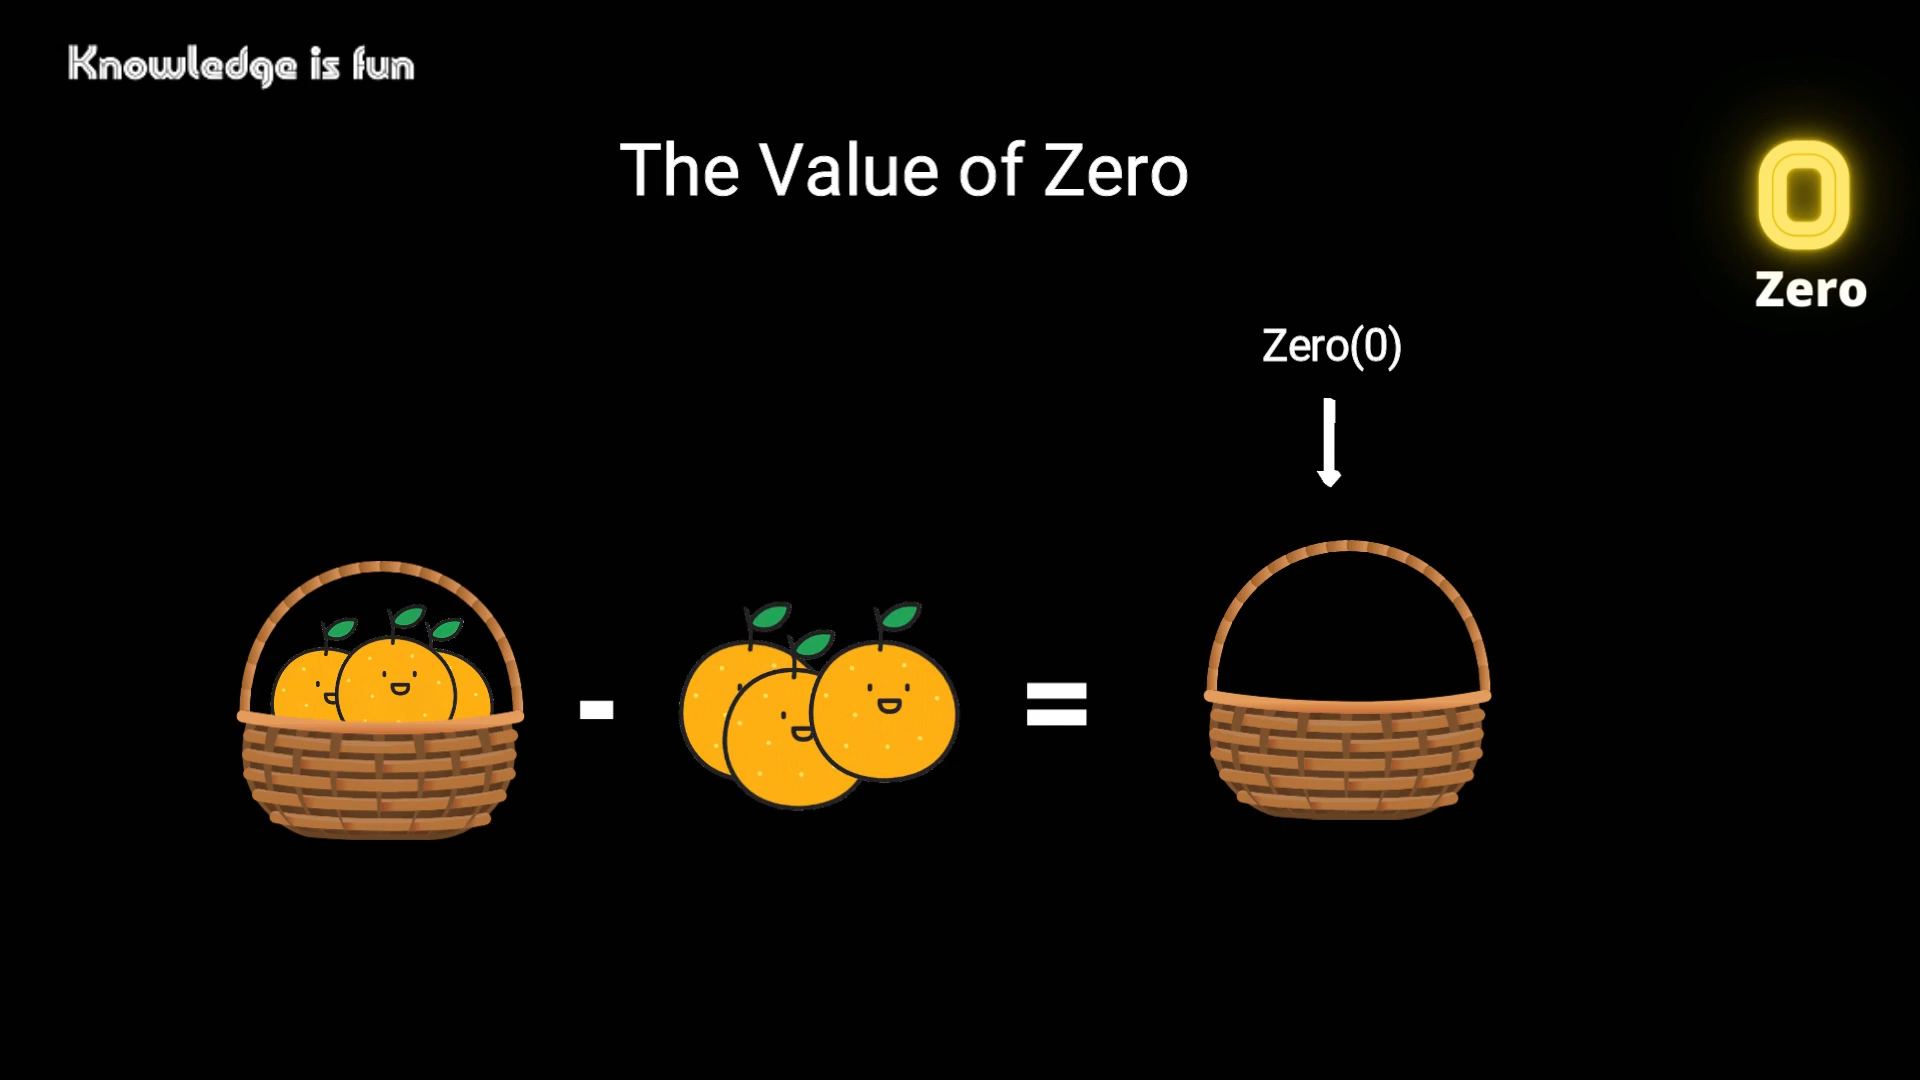 Knowledge is fun
The Value of Zero
0
Zero
Zero(0)
- =